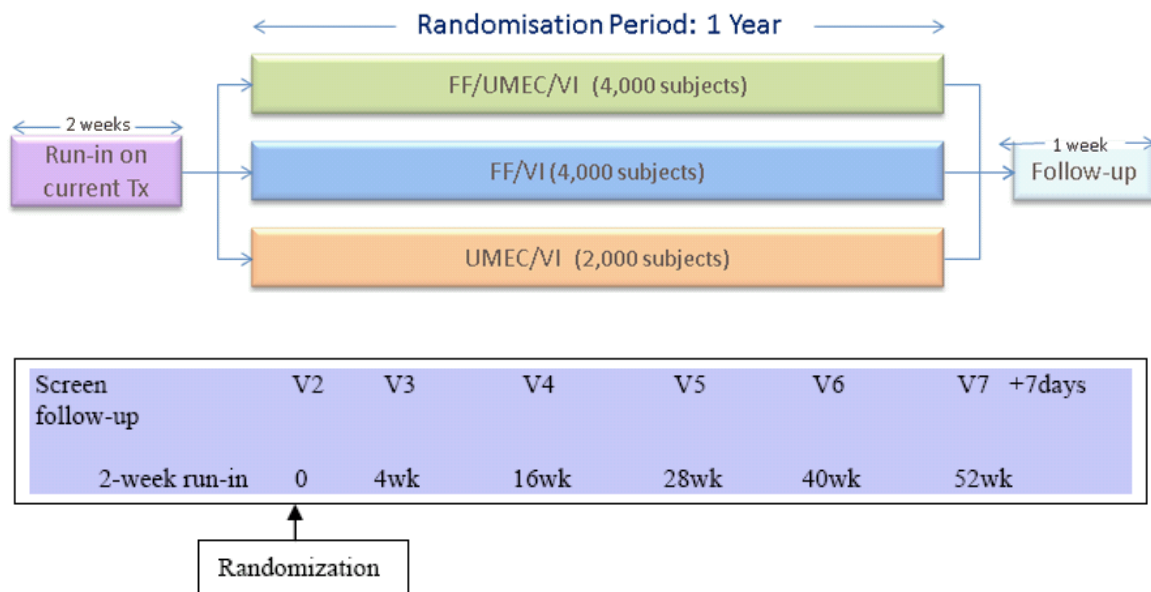 Randomisation Period: 1 Year
FF/UMEC/VI (4,000 subjects)
2 weeks
Run-in on
current Tx
FF/VI (4,000 subjects)
1 week
Follow-up
UMEC/VI (2,000 subjects)
Screen V2 V3 V4 V5 V6 V7 +7days
follow-up
2-week run-in 0 4wk 16wk 28wk 40wk 52wk
Randomization